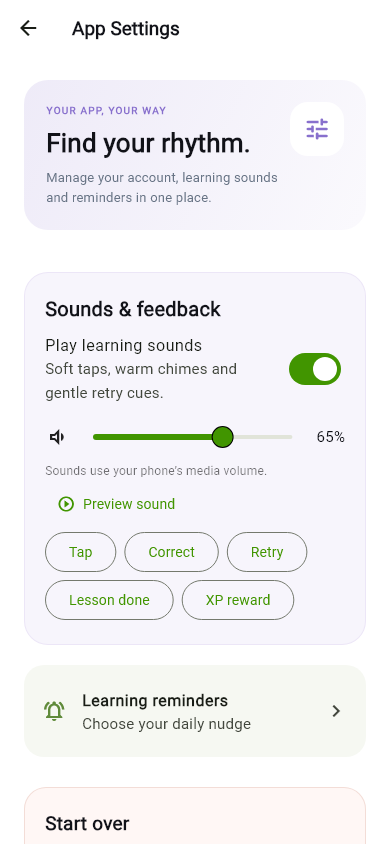 App Settings
YOUR APP, YOUR WAY
Find your rhythm.
Manage your account, learning sounds
and reminders in one place.
Sounds & feedback
Play learning sounds
Soft taps, warm chimes and
gentle retry cues.
65%
Sounds use your phone's media volume.
Preview sound
Tap
Correct
Retry
Lesson done
XP reward
Learning reminders
Choose your daily nudge
Start over